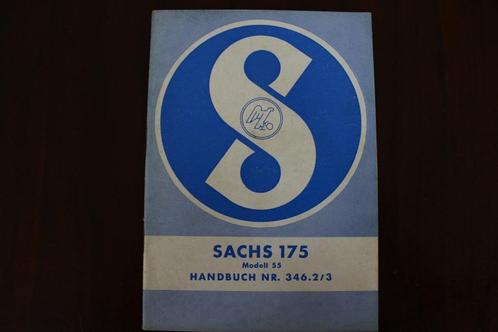 S
SACHS 175
Modell 55
HANDBUCH NR. 346.2/3